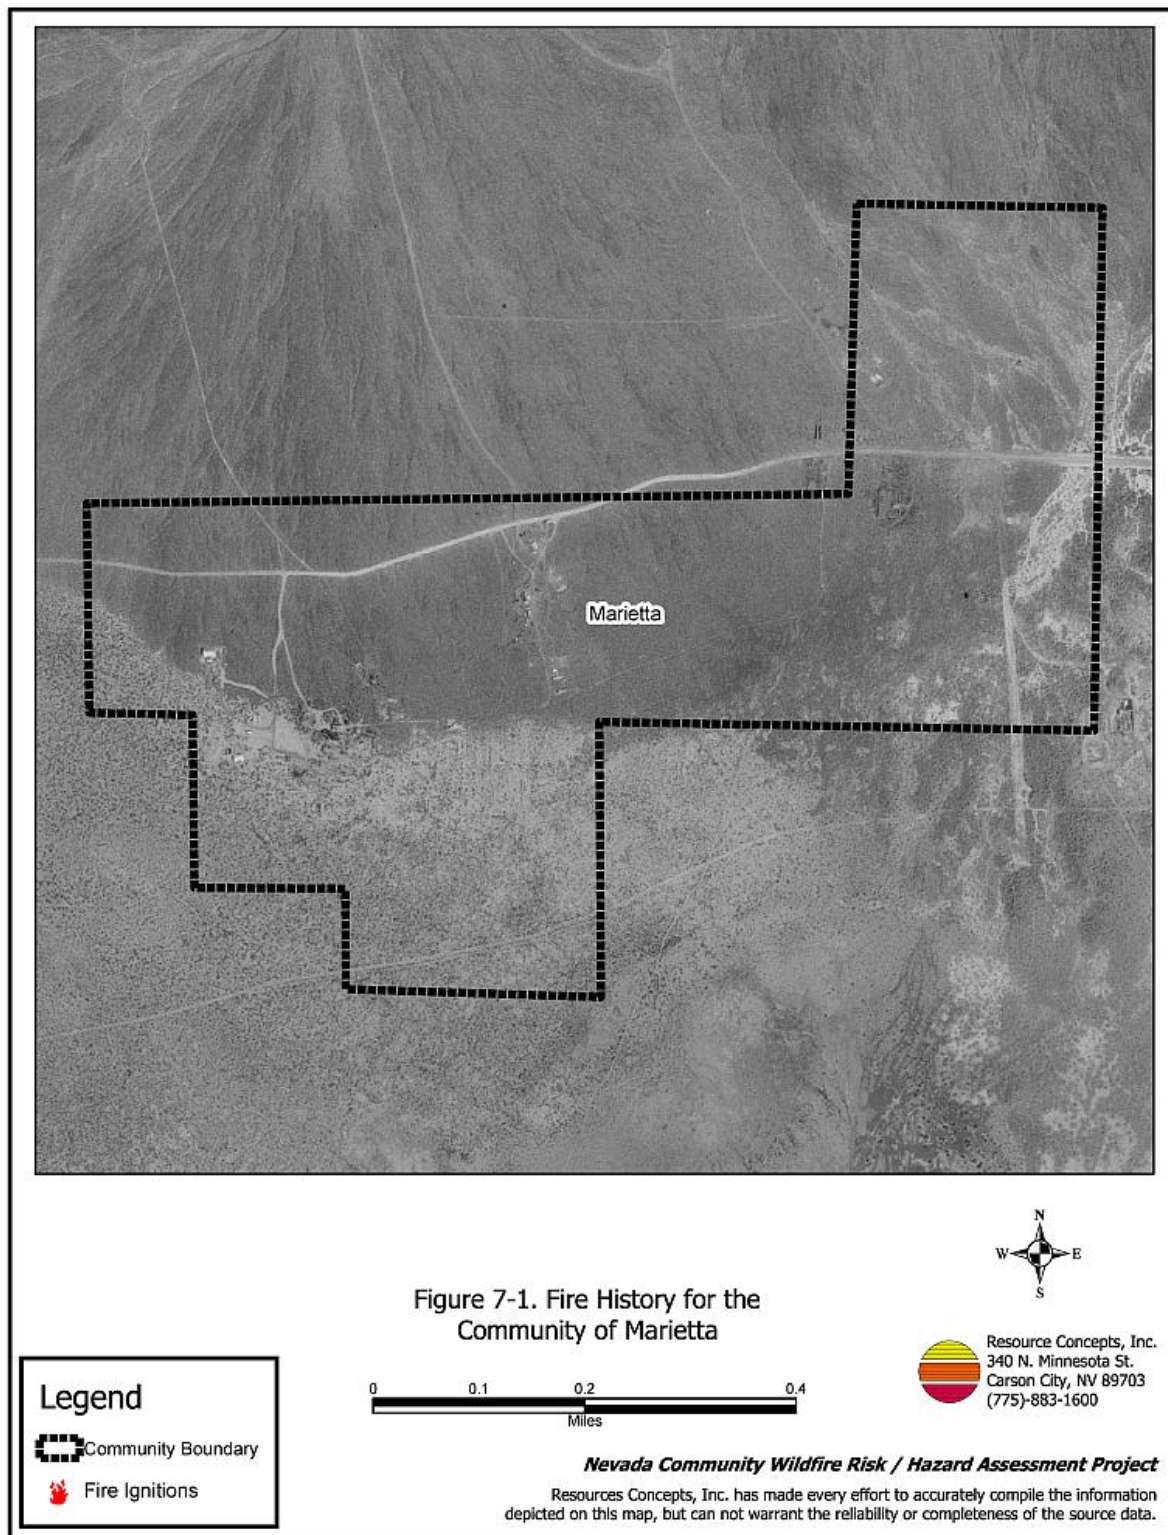 Marietta
N
W E
S
Figure 7-1. Fire History for the
Community of Marietta
Resource Concepts, Inc.
340 N. Minnesota St.
Carson City, NV 89703
(775)-883-1600
Legend
Community Boundary
Fire Ignitions
0 0.1 0.2 0.4
Miles
Nevada Community Wildfire Risk / Hazard Assessment Project
Resources Concepts, Inc. has made every effort to accurately compile the information
depicted on this map, but can not warrant the reliability or completeness of the source data.